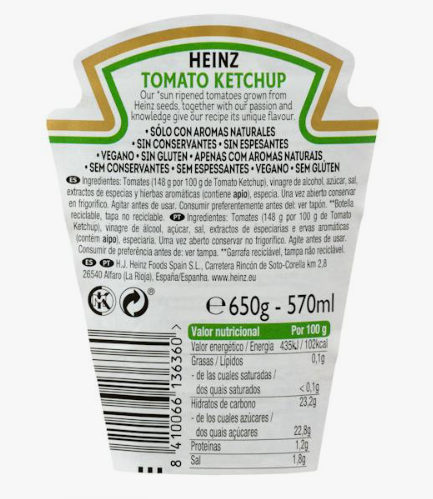 HEINZ
TOMATO KETCHUP
Our "sun ripened tomatoes grown from
Heinz seeds, together with our passion and
knowledge give our recipe its unique flavour.
• SÓLO CON AROMAS NATURALES
• SIN CONSERVANTES • SIN ESPESANTES
• VEGANO • SIN GLUTEN • APENAS COM AROMAS NATURAIS
• SEM CONSERVANTES • SEM ESPESSANTES • VEGANO • SEM GLÚTEN
ES Ingredientes: Tomates (148 g por 100 g de Tomato Ketchup), vinagre de alcohol, azúcar, sal,
extractos de especias y hierbas aromáticas (contiene apio), especia. Una vez abierto conservar
en frigorífico. Agitar antes de usar. Consumir preferentemente antes del: ver tapón. **Botella
reciclable, tapa no reciclable. PT Ingredientes: Tomates (148 g por 100 g de Tomato
Ketchup), vinagre de álcool, açúcar, sal, extractos de especiarias e ervas aromáticas
(contém aipo), especiaria. Uma vez aberto conservar no frigorífico. Agite antes de usar.
Consumir de preferência antes de: ver tampa. **Garrafa reciclável, tampa não reciclável.
ES PT H.J. Heinz Foods Spain S.L., Carretera Rincón de Soto-Corella km 2,8
26540 Alfaro (La Rioja), España/Espanha. www.heinz.eu
K ®
e650g - 570ml
Valor nutricional Por 100 g
Valor energético / Energia 435kJ / 102kcal
Grasas / Lípidos 0,1g
- de las cuales saturadas /
dos quais saturados <0,1g
Hidratos de carbono 23,2g
- de los cuales azúcares /
dos quais açúcares 22,8g
Proteínas 1,2g
Sal 1,8g
8 410066 136360 >